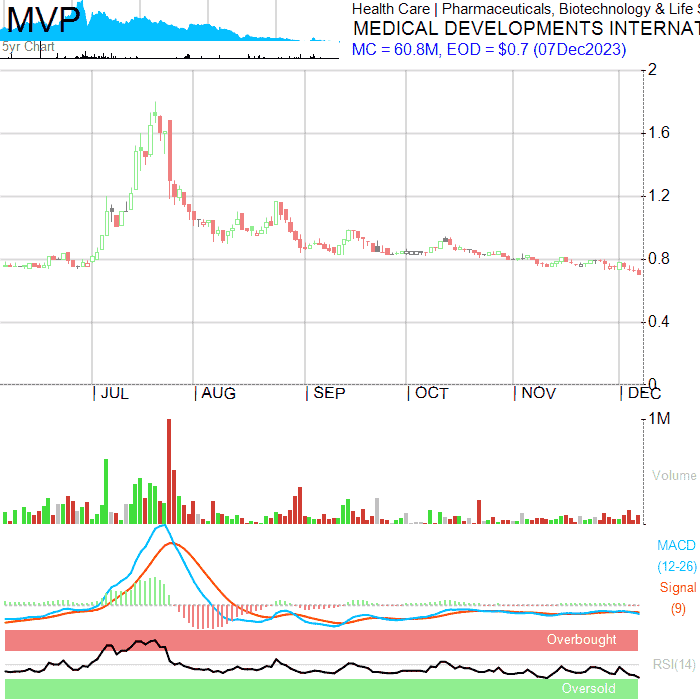 MVP
5yr Chart
Health Care | Pharmaceuticals, Biotechnology & Life
MEDICAL DEVELOPMENTS INTERNAT
MC = 60.8M, EOD = $0.7 (07Dec2023)
2
1.6
1.2
0.8
0.4
0
JUL AUG SEP OCT NOV DEC
1M
Volume
MACD
(12-26)
Signal
(9)
Overbought
RSI(14)
Oversold